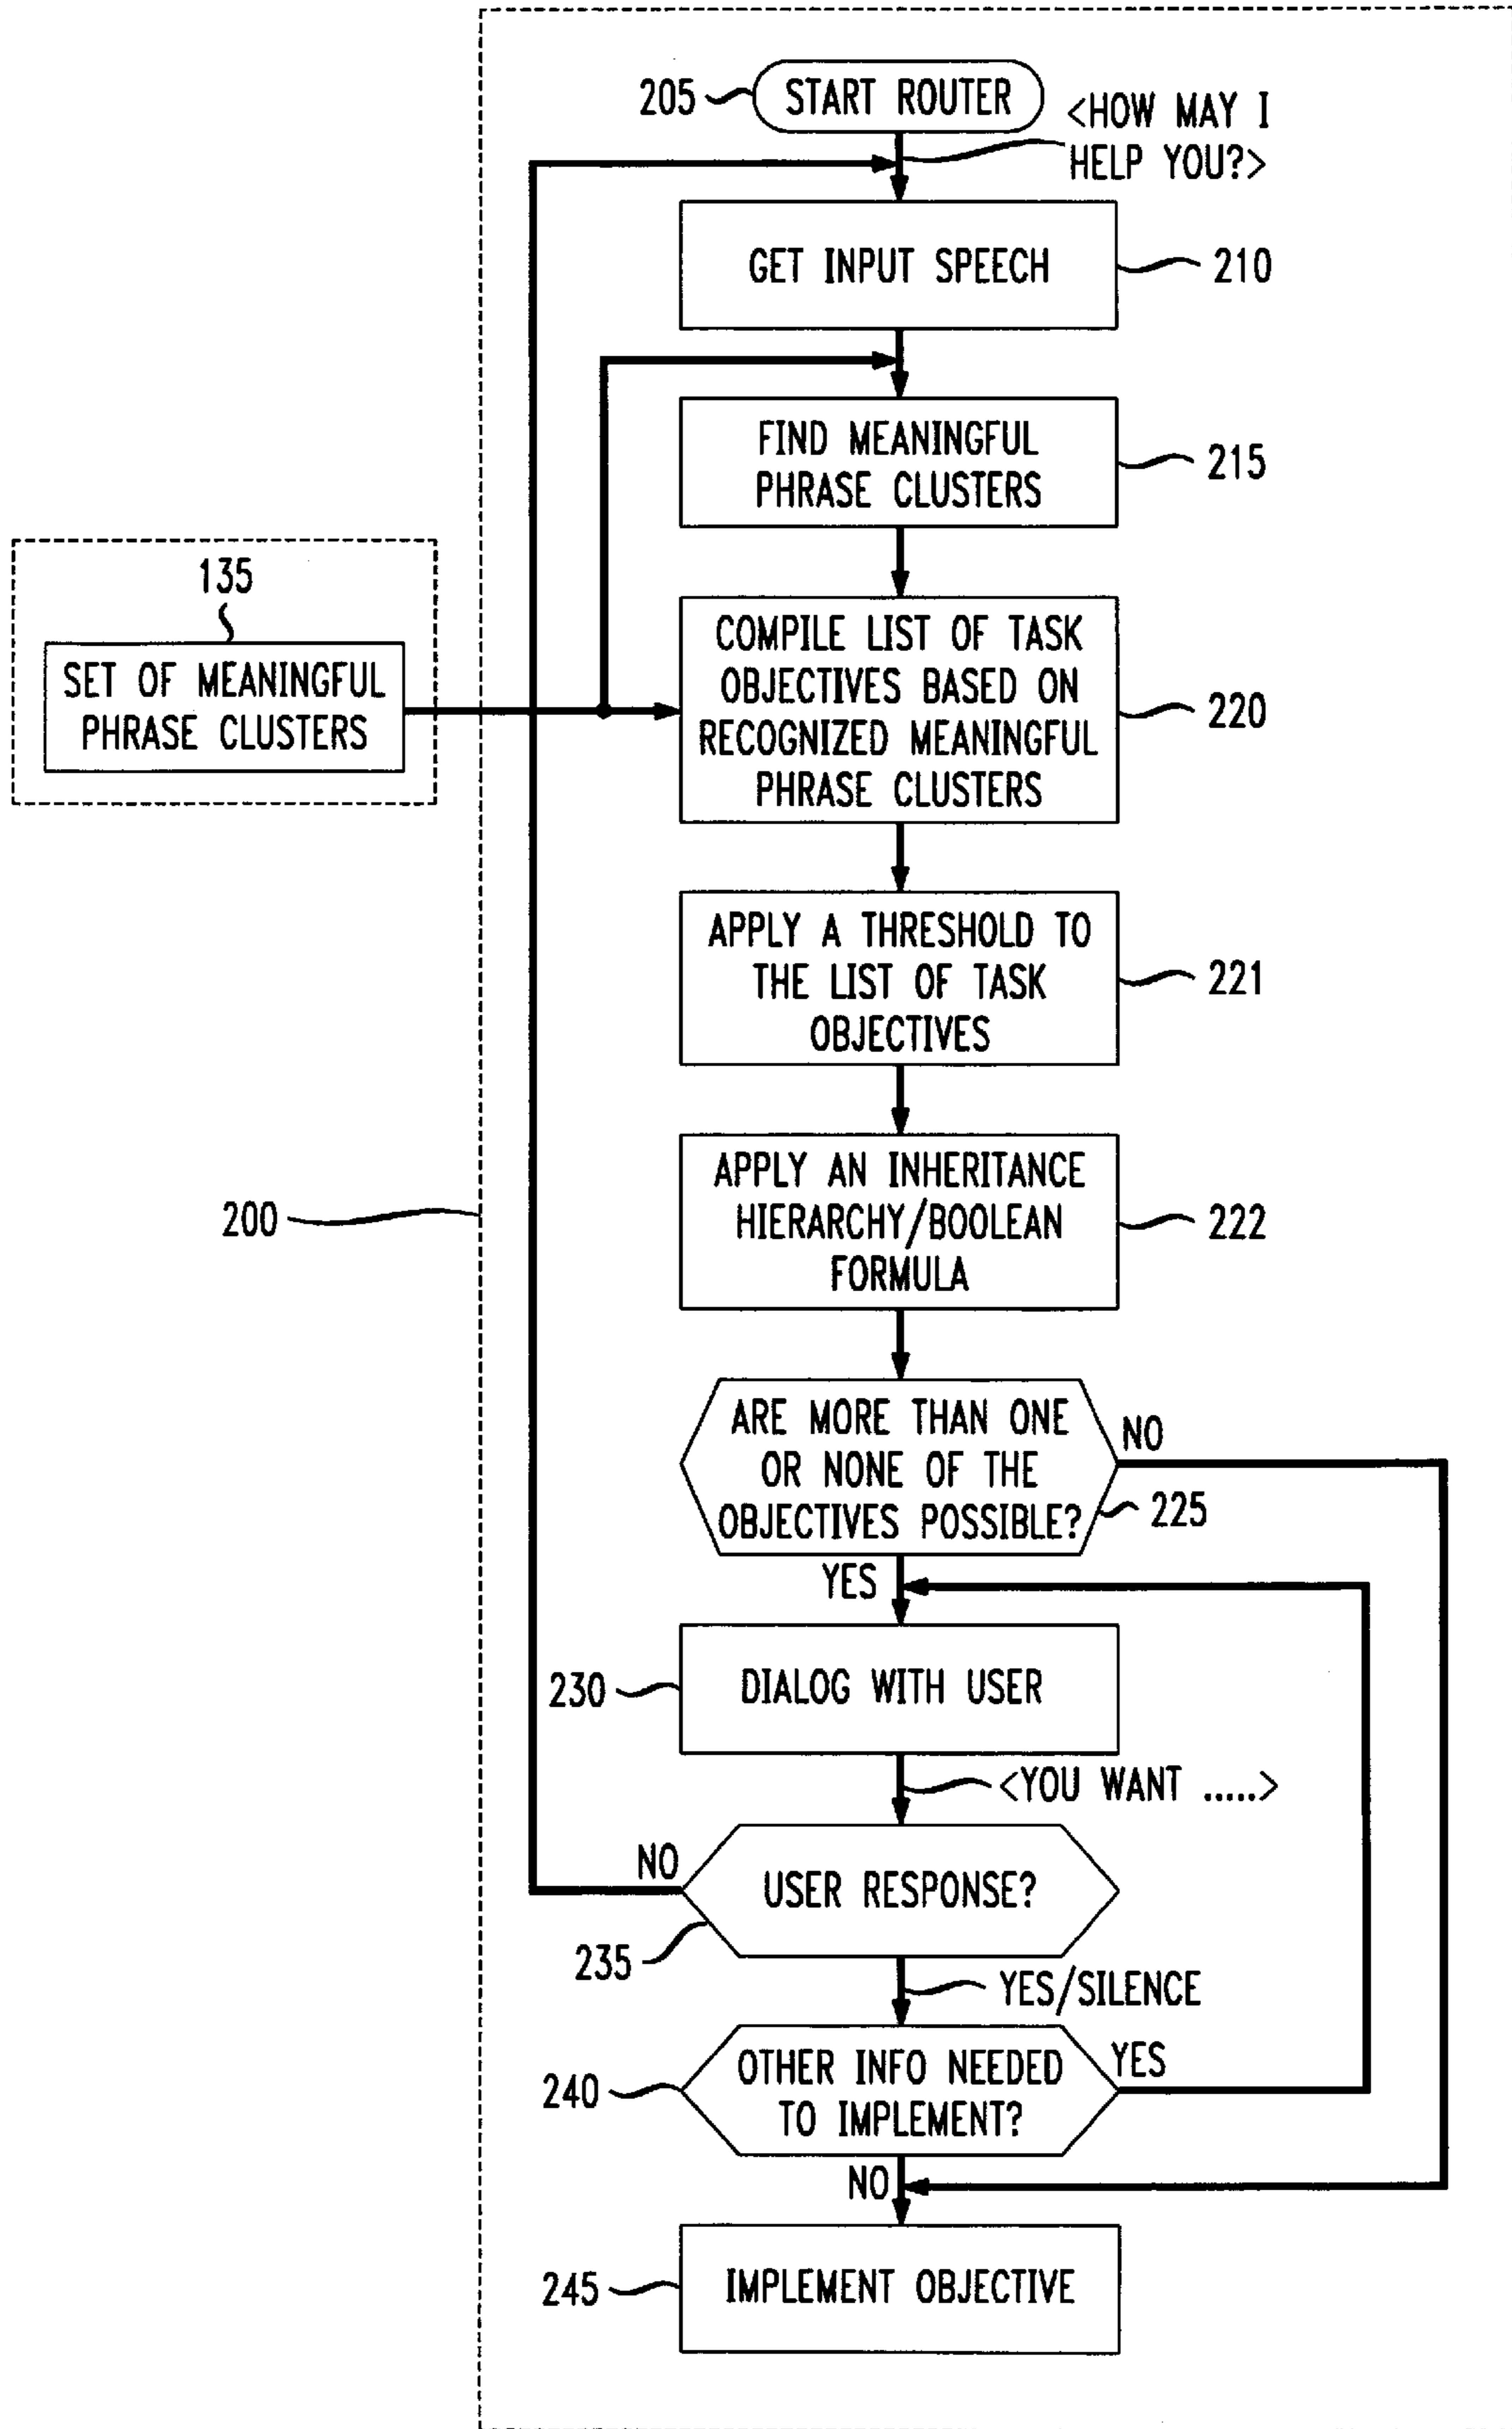 205
START ROUTER
<HOW MAY I
HELP YOU?>
GET INPUT SPEECH
210
FIND MEANINGFUL
PHRASE CLUSTERS
215
135
SET OF MEANINGFUL
PHRASE CLUSTERS
COMPILE LIST OF TASK
OBJECTIVES BASED ON
RECOGNIZED MEANINGFUL
PHRASE CLUSTERS
220
APPLY A THRESHOLD TO
THE LIST OF TASK
OBJECTIVES
221
200
APPLY AN INHERITANCE
HIERARCHY/BOOLEAN
FORMULA
222
ARE MORE THAN ONE
OR NONE OF THE
OBJECTIVES POSSIBLE?
NO
225
YES
230
DIALOG WITH USER
<YOU WANT .....>
NO
USER RESPONSE?
235
YES/SILENCE
240
OTHER INFO NEEDED
TO IMPLEMENT?
YES
NO
245
IMPLEMENT OBJECTIVE